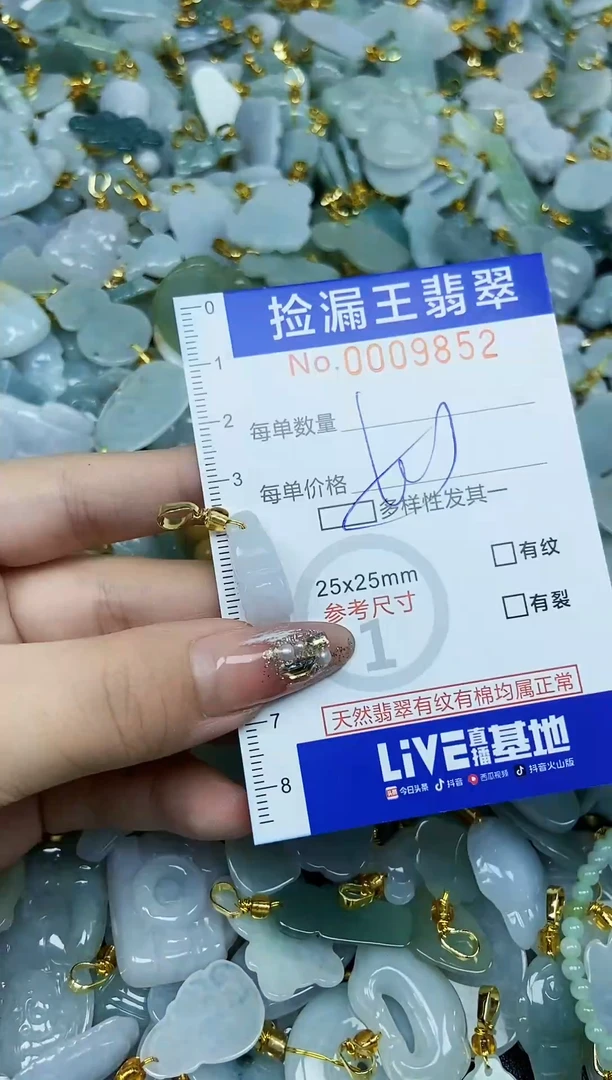 0
捡漏王翡翠
No.0009852
1
2
每单数量
3
每单价格
多样性发其一
25x25mm
有纹
参考尺寸
有裂
1
天然翡翠有纹有棉均属正常
7
LiVE直播基地
8
头条 今日头条 抖音 西瓜视频 抖音火山版